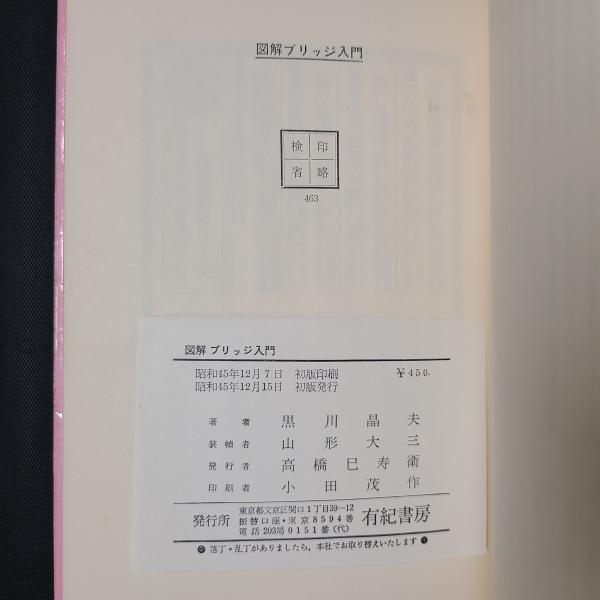 図解ブリッジ入門
検印
省略
463
図解 ブリッジ入門
昭和45年12月7日 初版印刷 ¥450.
昭和45年12月15日 初版発行
著者 黒川晶夫
装幀者 山形大三
発行者 高橋巳寿衛
印刷者 小田茂作
発行所 東京都文京区関口1丁目39−12 有紀書房
振替口座・東京8594番
電話203局0151番(代)
落丁・乱丁がありましたら,本社でお取り替えいたします